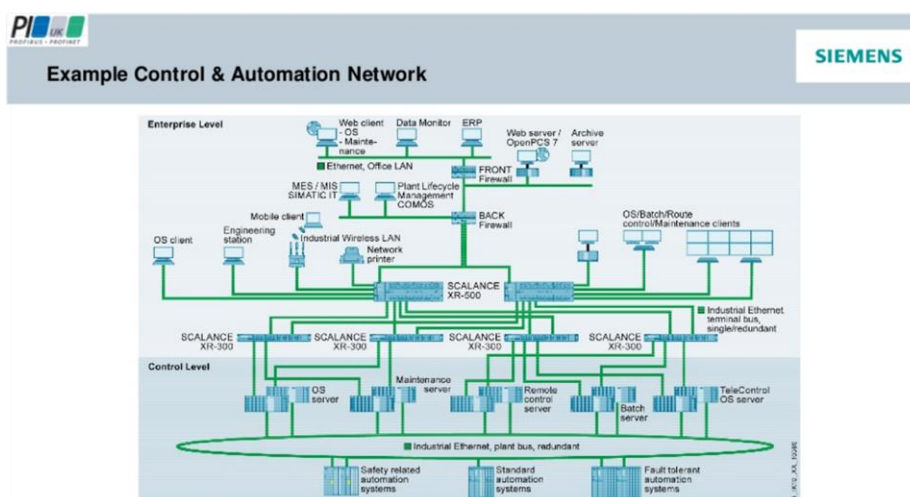 PI UK
PROFIBUS • PROFINET
Example Control & Automation Network
SIEMENS
Enterprise Level
Web client
- OS
- Mainte-
nance
Data Monitor
ERP
Web server /
OpenPCS 7
Archive
server
Ethernet, Office LAN
FRONT
Firewall
MES / MIS
SIMATIC IT
Plant Lifecycle
Management
COMOS
BACK
Firewall
Mobile client
OS client
Engineering
station
Industrial Wireless LAN
Network
printer
OS/Batch/Route
control/Maintenance clients
SCALANCE
XR-500
Industrial Ethernet
terminal bus,
single/redundant
SCALANCE
XR-300
SCALANCE
XR-300
SCALANCE
XR-300
SCALANCE
XR-300
Control Level
OS
server
Maintenance
server
Remote
control
server
Batch
server
TeleControl
OS server
Industrial Ethernet, plant bus, redundant
Safety related
automation
systems
Standard
automation
systems
Fault tolerant
automation
systems